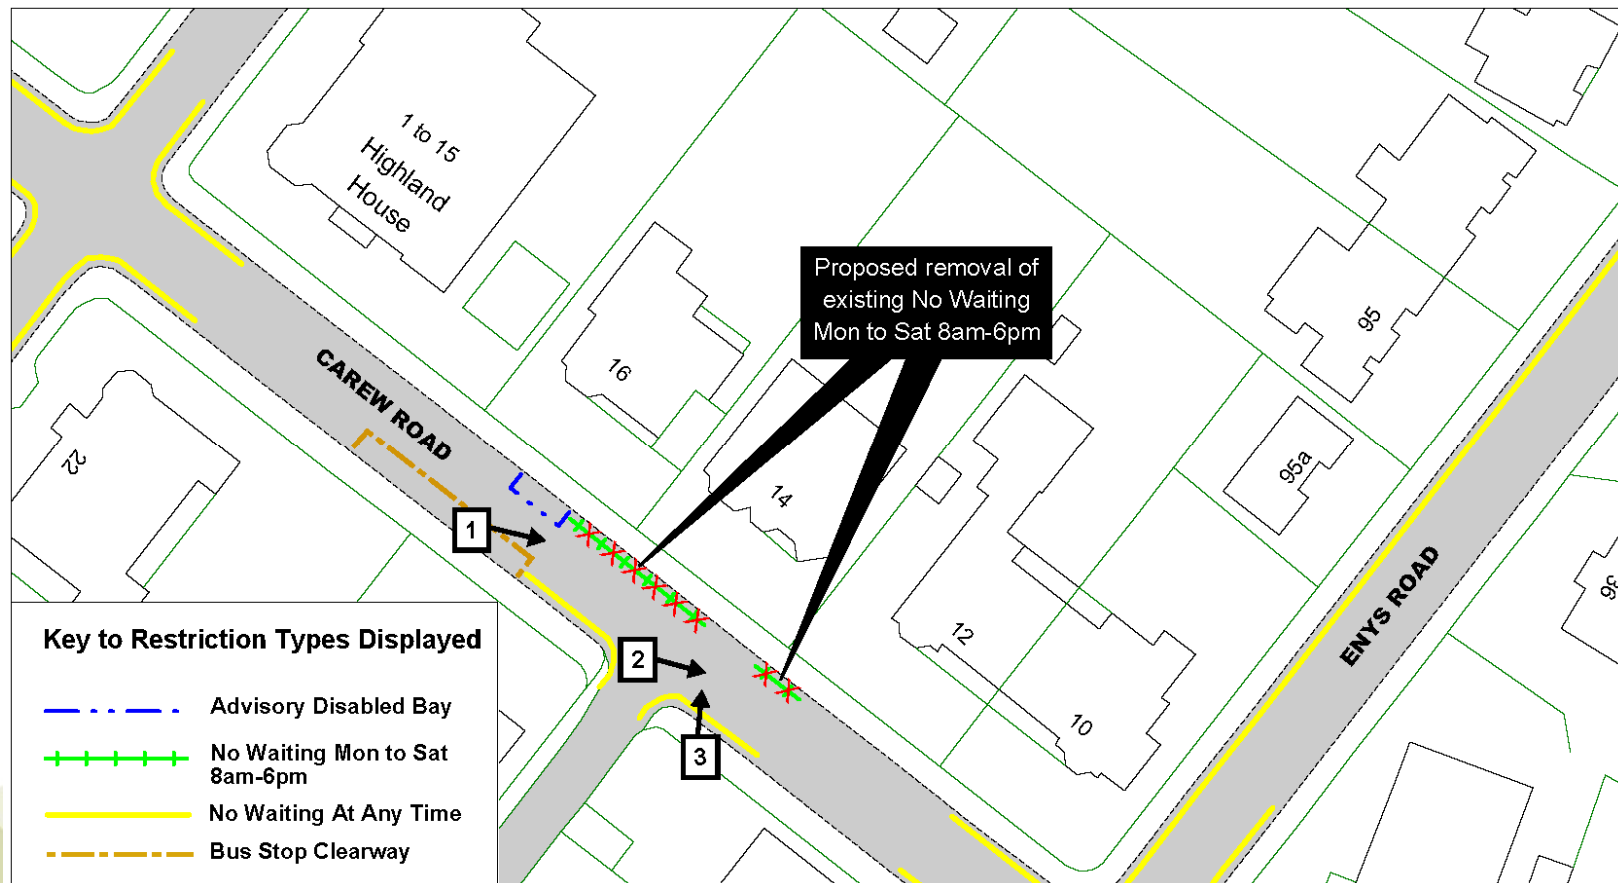 1 to 15
Highland
House
Proposed removal of
existing No Waiting
Mon to Sat 8am-6pm
95
16
CAREW ROAD
22
14
95a
1
36
ENYS ROAD
12
2
10
3
Key to Restriction Types Displayed
Advisory Disabled Bay
No Waiting Mon to Sat
8am-6pm
No Waiting At Any Time
Bus Stop Clearway